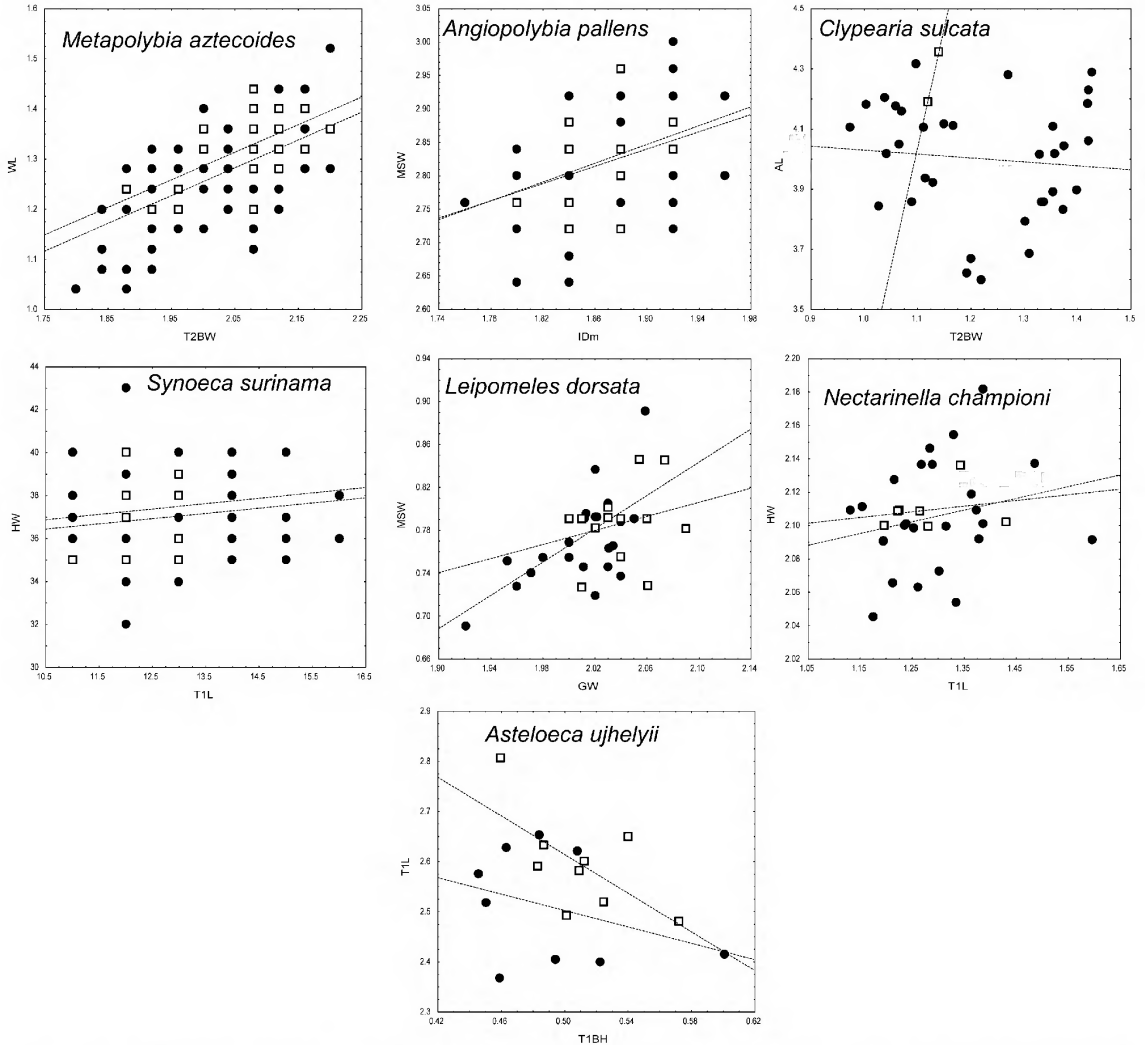 Metapolybia aztecoides
WL
1.6
1.5
1.4
1.3
1.2
1.1
1.0
1.75 1.85 1.95 2.05 2.15 2.25
T2BW
Angiopolybia pallens
MSW
3.05
3.00
2.95
2.90
2.85
2.80
2.75
2.70
2.65
2.60
1.74 1.78 1.82 1.86 1.90 1.94 1.98
IDm
Clypearia sulcata
AL
4.5
4.3
4.1
3.9
3.7
3.5
0.9 1.0 1.1 1.2 1.3 1.4 1.5
T2BW
Synoeca surinama
HW
44
42
40
38
36
34
32
30
10.5 11.5 12.5 13.5 14.5 15.5 16.5
T1L
Leipomeles dorsata
MSW
0.94
0.90
0.86
0.82
0.78
0.74
0.70
0.66
1.90 1.94 1.98 2.02 2.06 2.10 2.14
GW
Nectarinella championi
HW
2.20
2.18
2.16
2.14
2.12
2.10
2.08
2.06
2.04
2.02
1.05 1.15 1.25 1.35 1.45 1.55 1.65
T1L
Asteloeca ujhelyii
T1L
2.9
2.8
2.7
2.6
2.5
2.4
2.3
0.42 0.46 0.50 0.54 0.58 0.62
T1BH